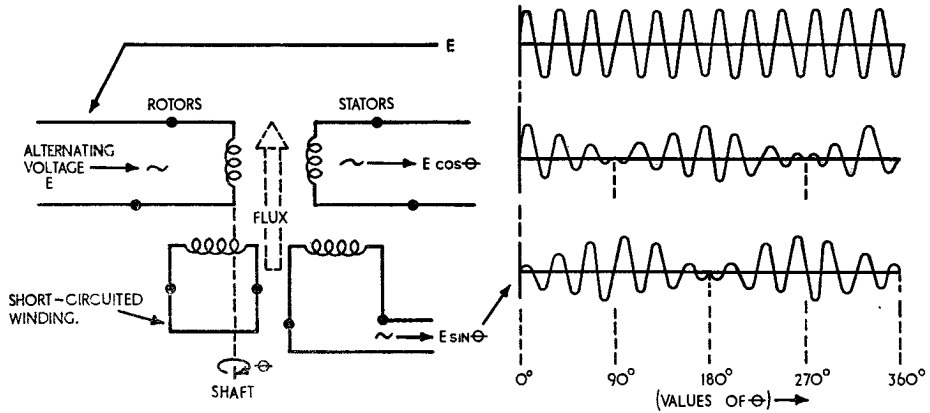 E
ROTORS
STATORS
ALTERNATING
VOLTAGE
E
~
~ E cos Θ
FLUX
SHORT-CIRCUITED
WINDING.
~ E SIN Θ
Θ
SHAFT
0° 90° 180° 270° 360°
(VALUES OF Θ)